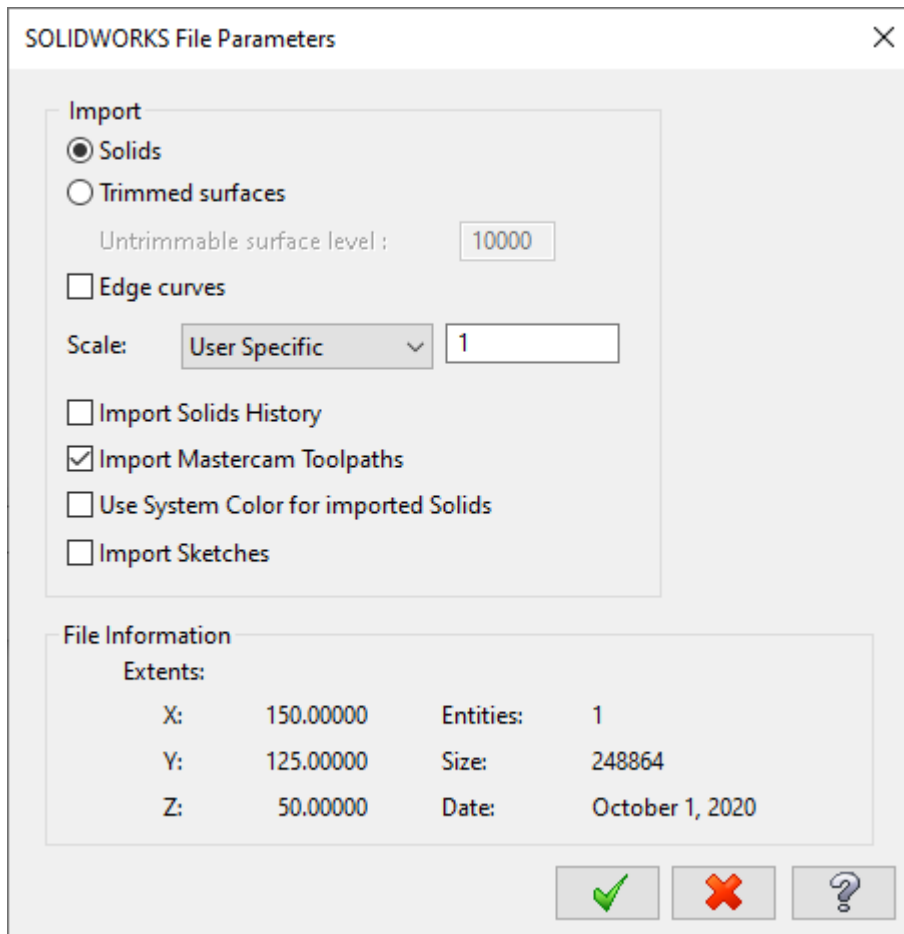 SOLIDWORKS File Parameters
Import
Solids
Trimmed surfaces
Untrimmable surface level : 10000
Edge curves
Scale: User Specific 1
Import Solids History
Import Mastercam Toolpaths
Use System Color for imported Solids
Import Sketches
File Information
Extents:
X: 150.00000 Entities: 1
Y: 125.00000 Size: 248864
Z: 50.00000 Date: October 1, 2020